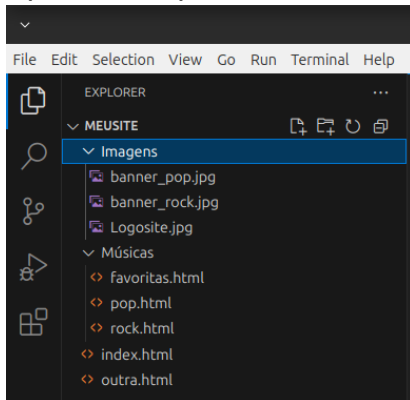 File Edit Selection View Go Run Terminal Help
EXPLORER
MEUSITE
Imagens
banner_pop.jpg
banner_rock.jpg
Logosite.jpg
Músicas
favoritas.html
pop.html
rock.html
index.html
outra.html